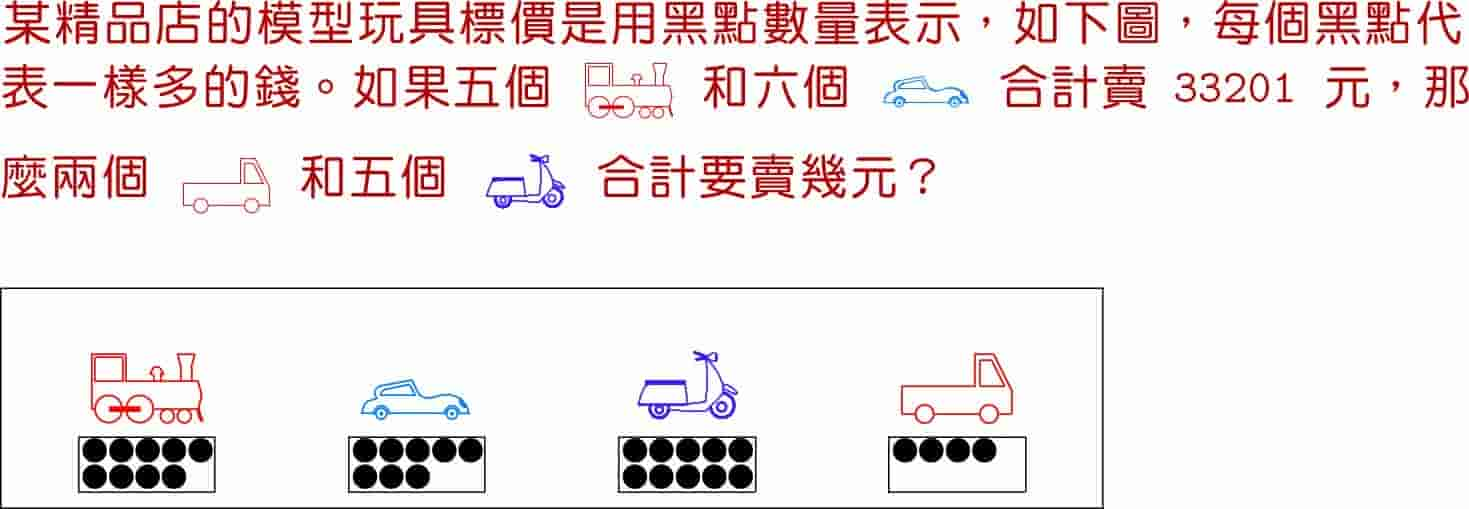 某精品店的模型玩具標價是用黑點數量表示,如下圖,每個黑點代
表一樣多的錢。如果五個 和六個 合計賣 33201 元,那
麼兩個 和五個 合計要賣幾元?